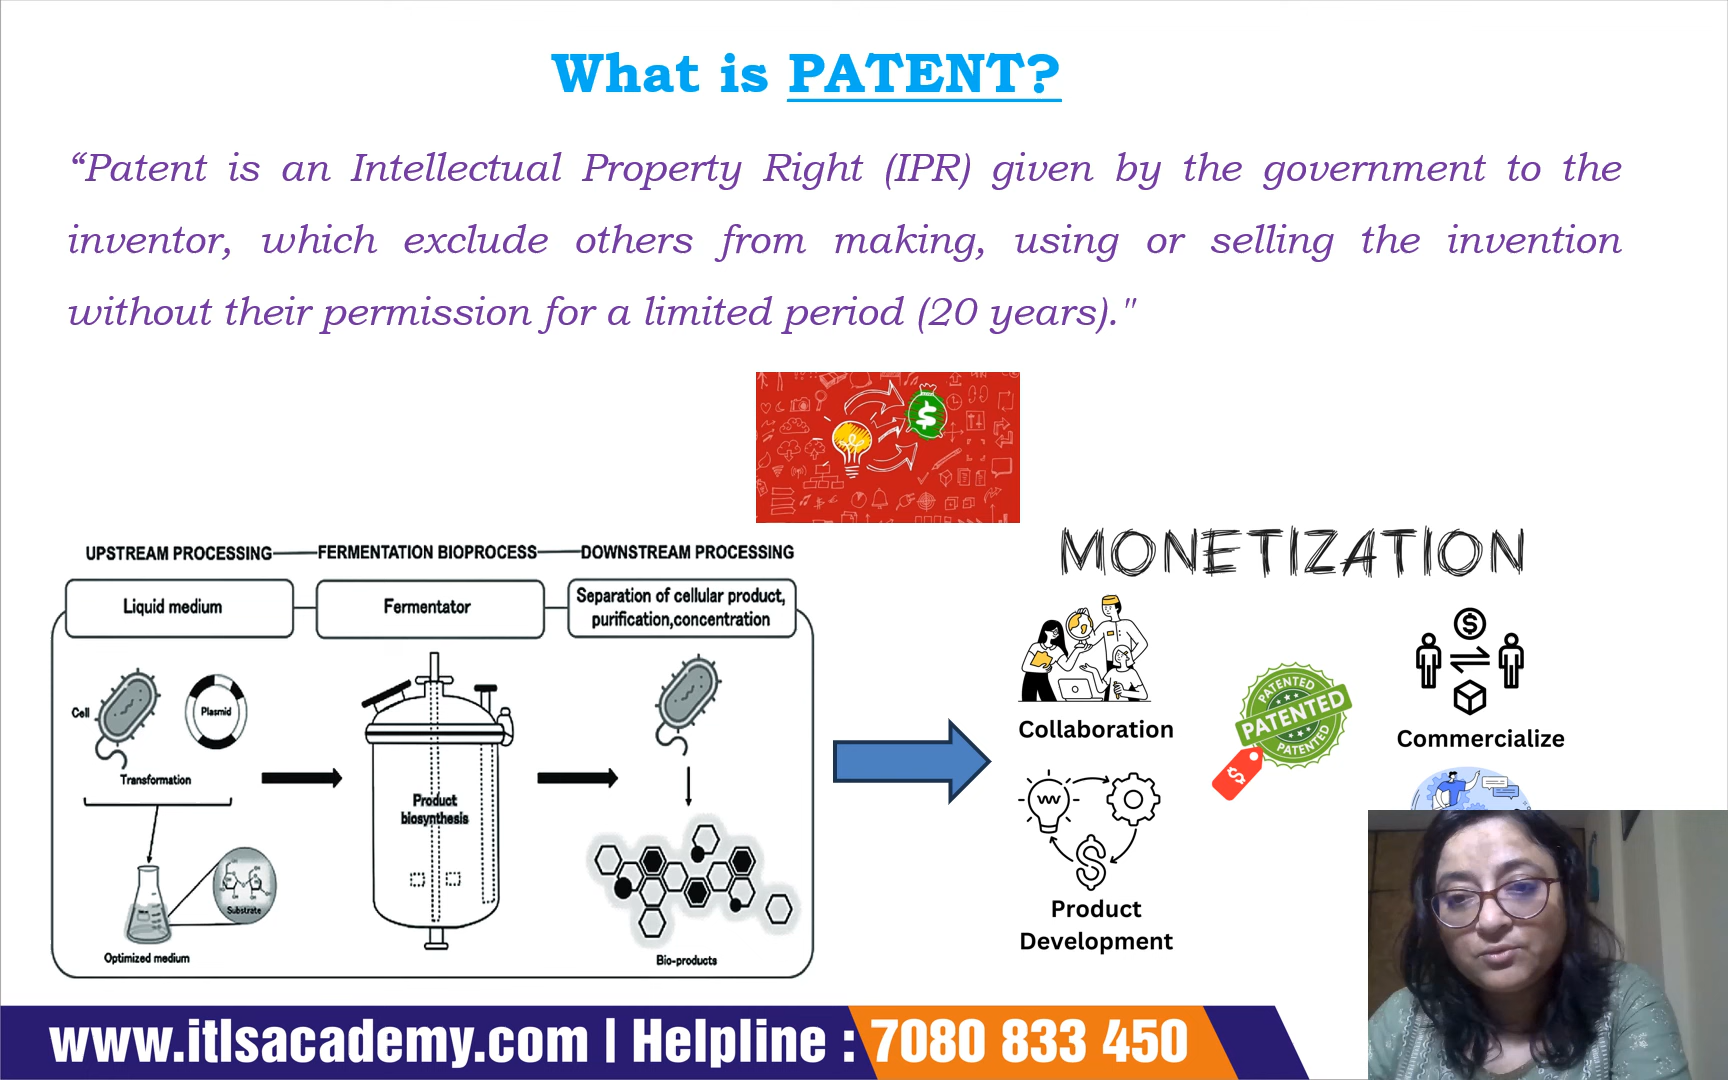 What is PATENT?
“Patent is an Intellectual Property Right (IPR) given by the government to the
inventor, which exclude others from making, using or selling the invention
without their permission for a limited period (20 years)."
UPSTREAM PROCESSING
FERMENTATION BIOPROCESS
DOWNSTREAM PROCESSING
Liquid medium
Fermentator
Separation of cellular product,
purification,concentration
Cell
Plasmid
Transformation
Substrate
Optimized medium
Product
biosynthesis
Bio-products
MONETIZATION
Collaboration
PATENTED
PATENTED
PATENTED
Commercialize
Product
Development
www.itlsacademy.com | Helpline : 7080 833 450